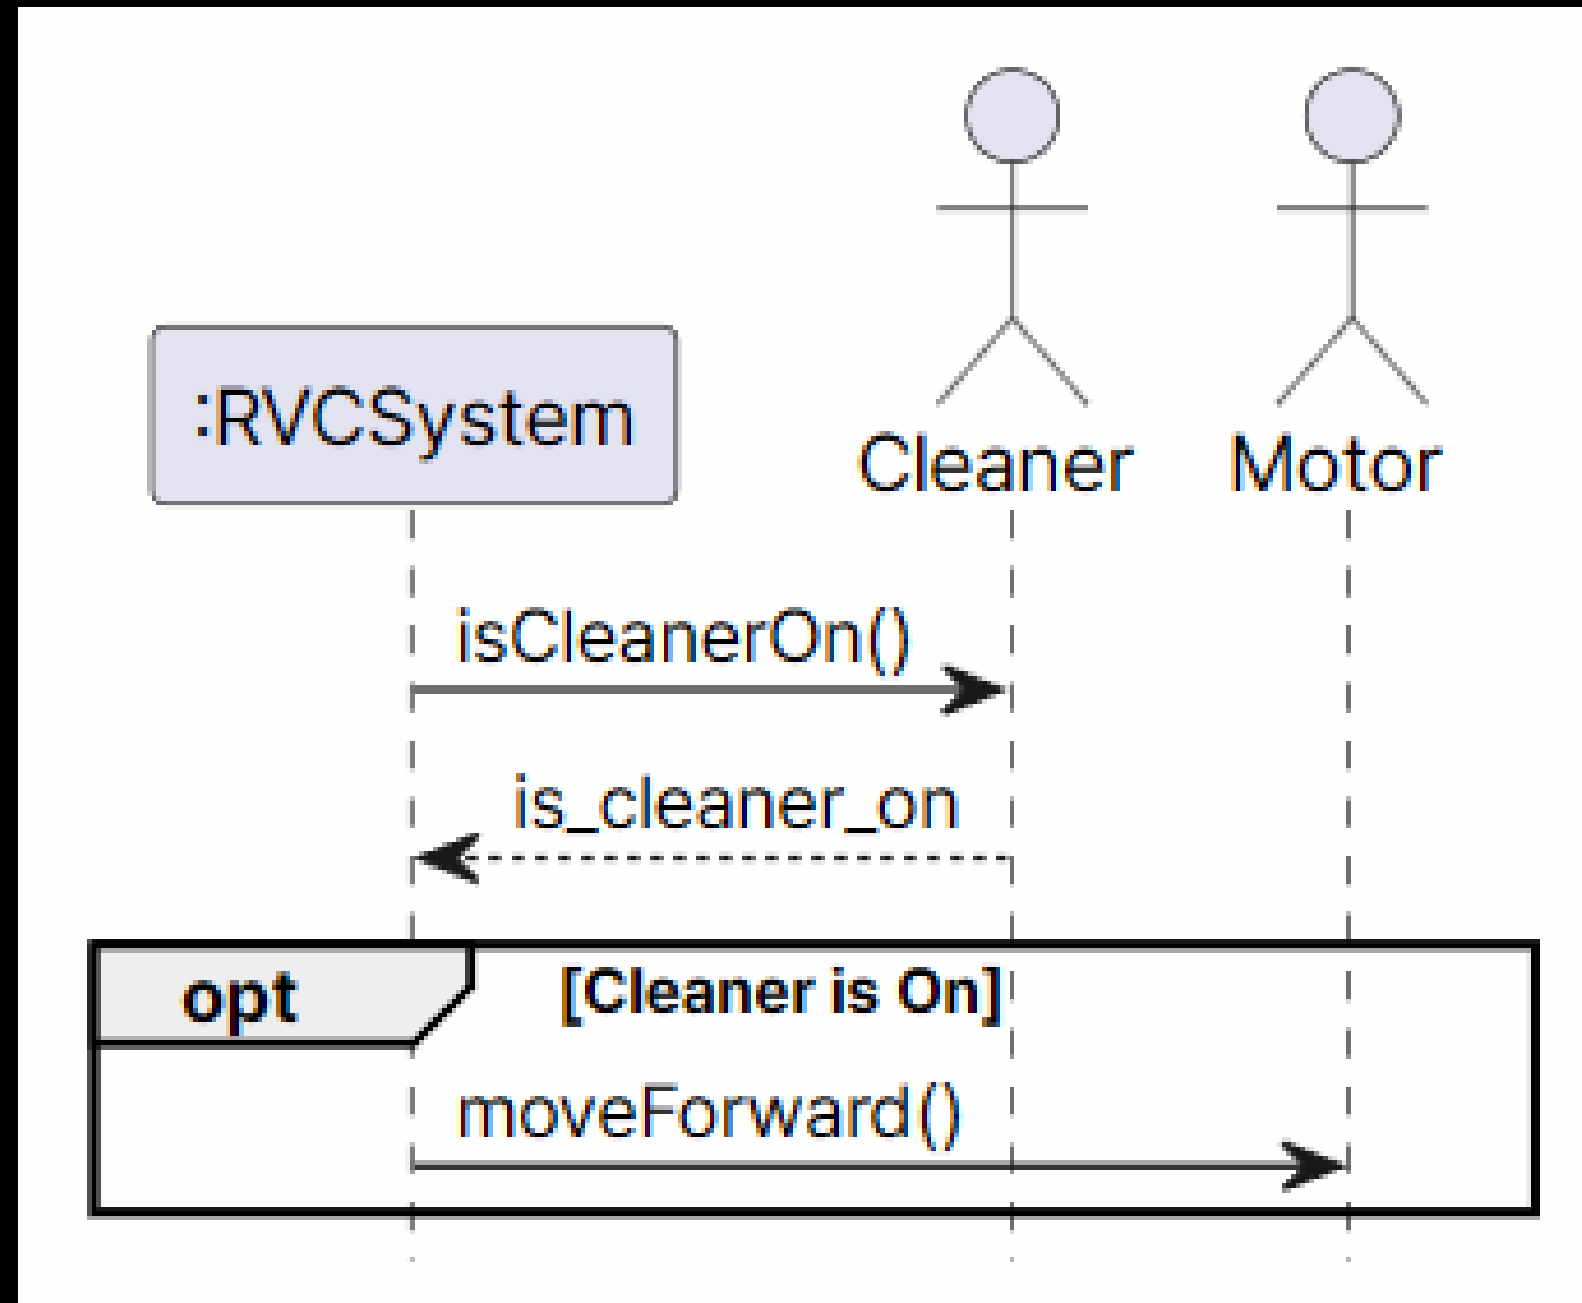 :RVCSystem
Cleaner
Motor
isCleanerOn()
is_cleaner_on
opt
[Cleaner is On]
moveForward()